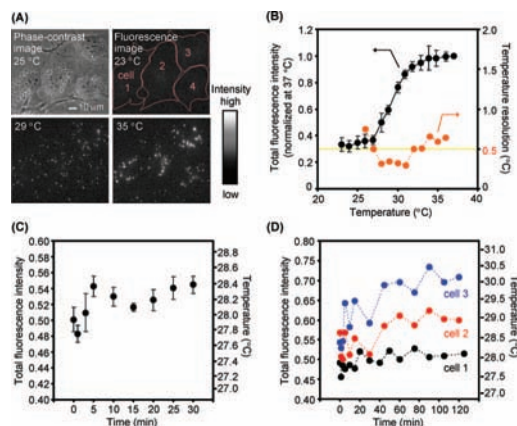 (A)
Phase-contrast
image
25 °C
10 μm
Fluorescence
image
23 °C
cell
1
2
3
4
29 °C
35 °C
Intensity
high
low
(B)
Total fluorescence intensity
(normalized at 37 °C)
1.4
1.2
1.0
0.8
0.6
0.4
0.2
0
20
30
40
Temperature (°C)
2.0
1.5
1.0
0.5
0
Temperature resolution (°C)
(C)
Total fluorescence intensity
0.60
0.58
0.56
0.54
0.52
0.50
0.48
0.46
0.44
0.42
0.40
0
5
10
15
20
25
30
Time (min)
28.8
28.6
28.4
28.2
28.0
27.8
27.6
27.4
27.2
27.0
Temperature(°C)
(D)
Total fluorescence intensity
0.80
0.75
0.70
0.65
0.60
0.55
0.50
0.45
0.40
cell 3
cell 2
cell 1
0
20
40
60
80
100
120
Time (min)
31.0
30.5
30.0
29.5
29.0
28.5
28.0
27.5
27.0
Temperature(°C)